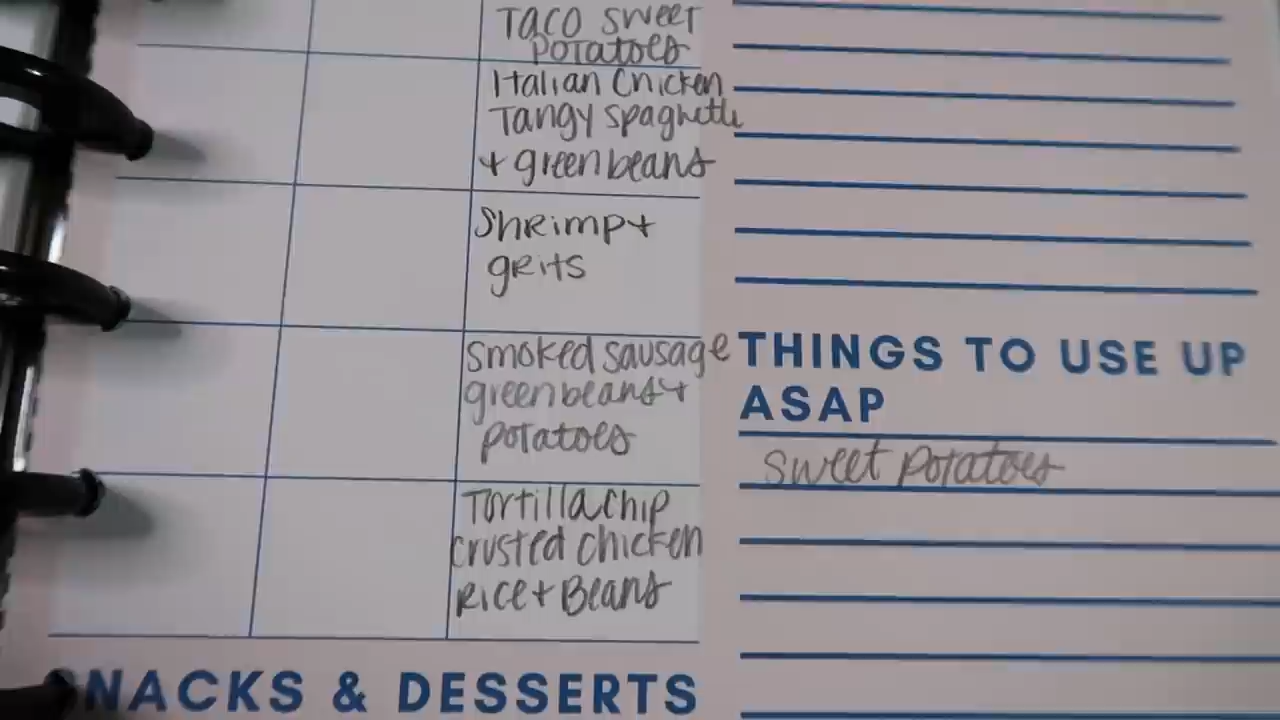 Taco sweet
potatoes
Italian Chicken
Tangy spaghetti
+ green beans
Shrimp +
grits
smoked sausage
green beans +
potatoes
Tortilla chip
crusted chicken
Rice + Beans
SNACKS & DESSERTS
THINGS TO USE UP
ASAP
sweet potatoes